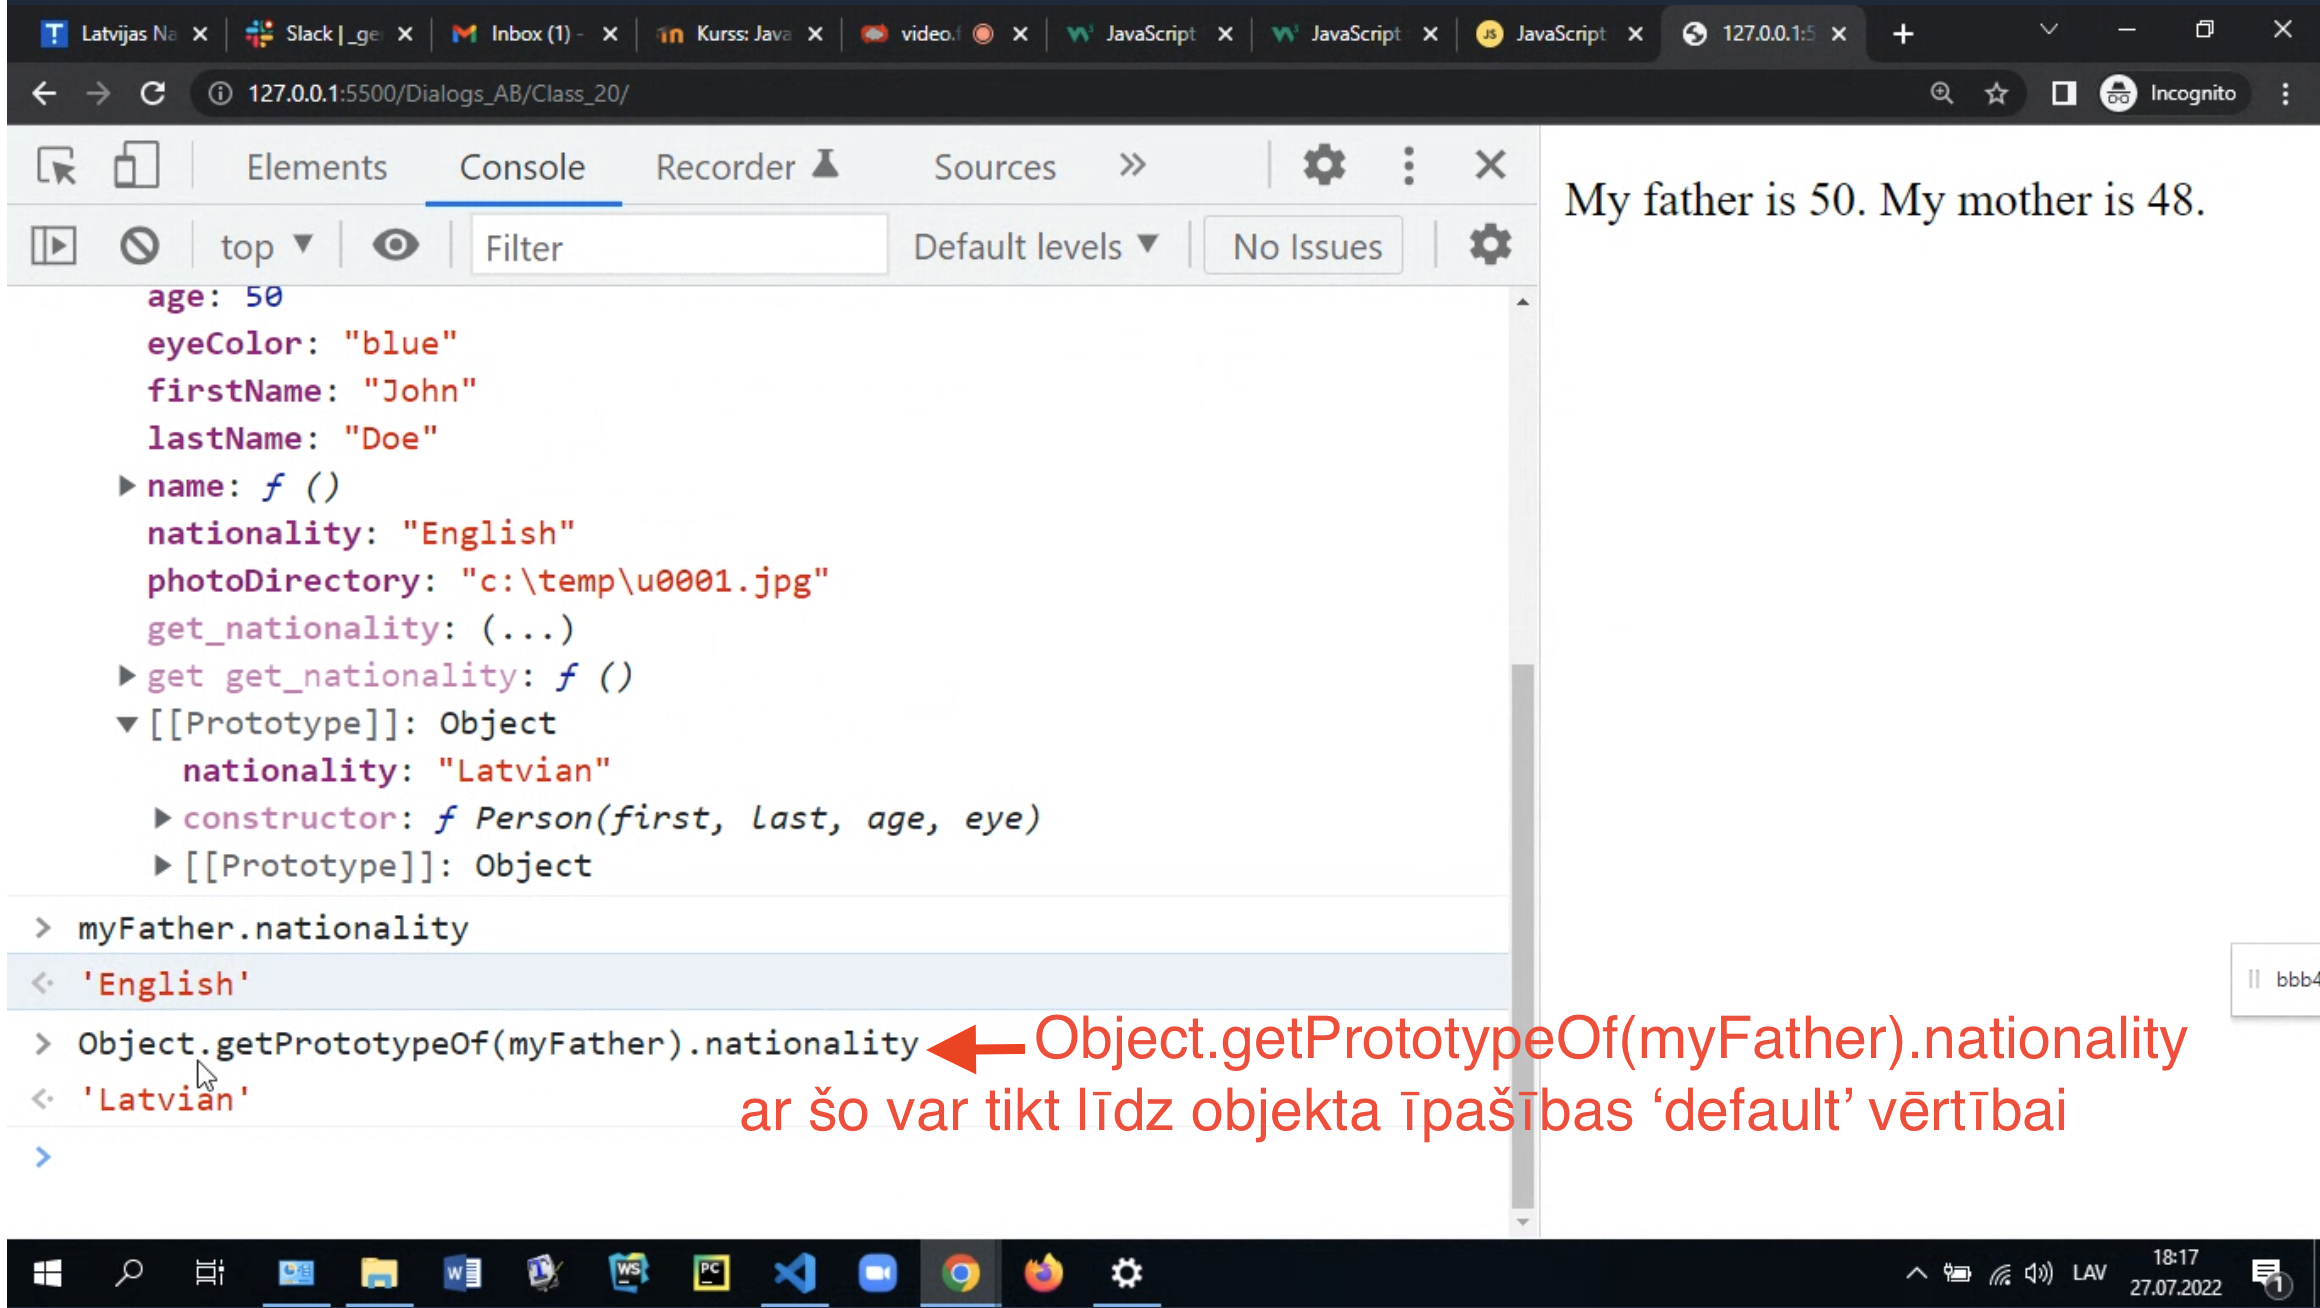 Latvijas Na
Slack | _ge
Inbox (1) -
Kurss: Java
video.f
JavaScript
JavaScript
JavaScript
127.0.0.1:5
127.0.0.1:5500/Dialogs_AB/Class_20/
Incognito
Elements Console Recorder Sources
top Filter Default levels No Issues
My father is 50. My mother is 48.
age: 50
eyeColor: "blue"
firstName: "John"
lastName: "Doe"
name: ƒ ()
nationality: "English"
photoDirectory: "c:\temp\u0001.jpg"
get_nationality: (...)
get get_nationality: ƒ ()
[[Prototype]]: Object
nationality: "Latvian"
constructor: ƒ Person(first, last, age, eye)
[[Prototype]]: Object
> myFather.nationality
'English'
bbb4
> Object.getPrototypeOf(myFather).nationality
Object.getPrototypeOf(myFather).nationality
'Latvian'
ar šo var tikt līdz objekta īpašības ‘default’ vērtībai
>
LAV
18:17
27.07.2022
1